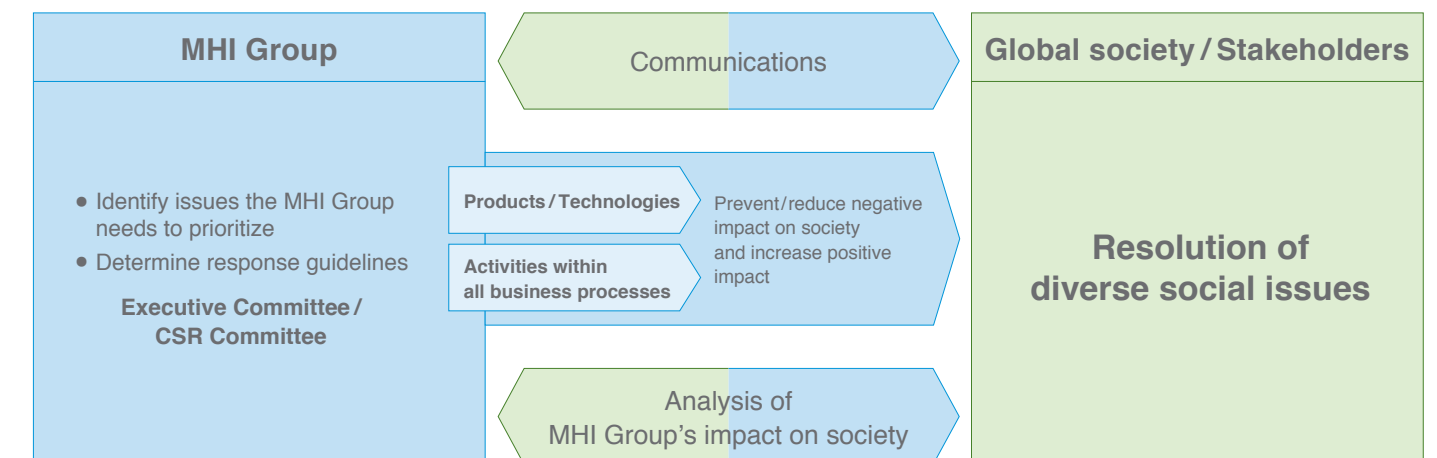 MHI Group
● Identify issues the MHI Group
needs to prioritize
● Determine response guidelines
Executive Committee /
CSR Committee
Communications
Products / Technologies
Activities within
all business processes
Prevent/reduce negative
impact on society
and increase positive
impact
Analysis of
MHI Group's impact on society
Global society / Stakeholders
Resolution of
diverse social issues